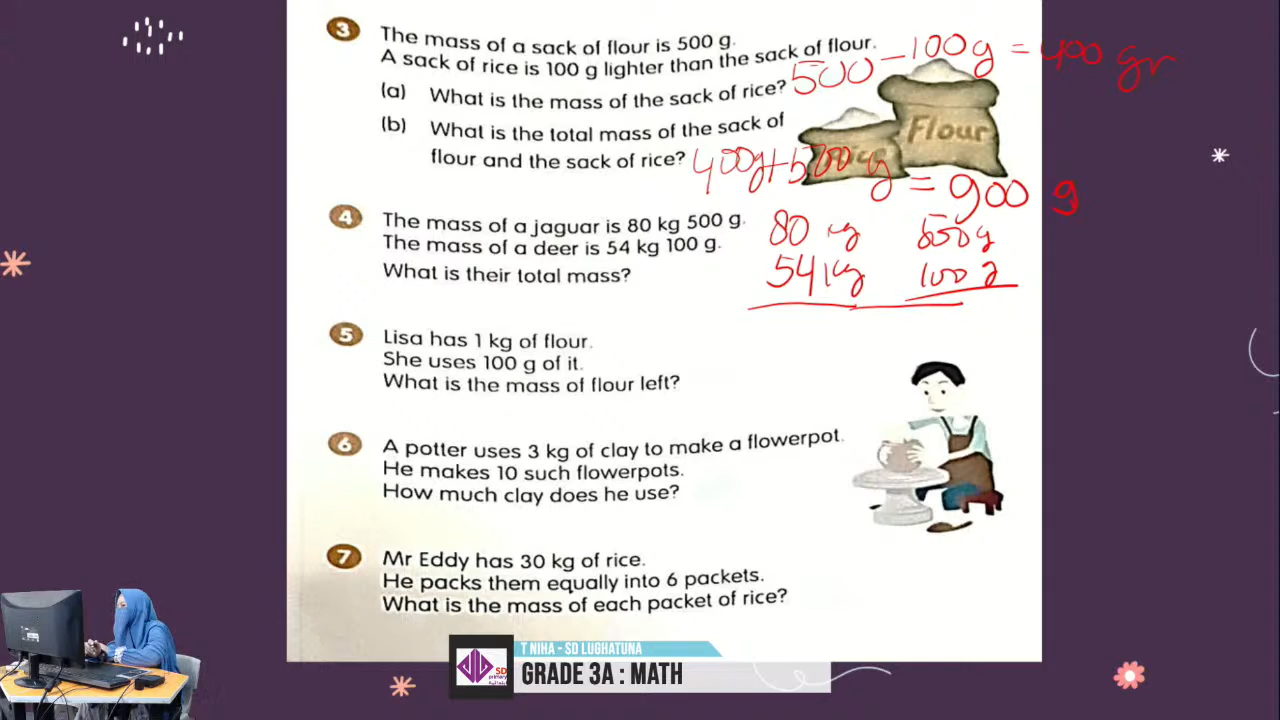 3 The mass of a sack of flour is 500 g.
A sack of rice is 100 g lighter than the sack of flour.
500 - 100 g = 400 gr
(a) What is the mass of the sack of rice?
(b) What is the total mass of the sack of
flour and the sack of rice?
400g + 500 g = 900 g
Rice
Flour
4 The mass of a jaguar is 80 kg 500 g.
The mass of a deer is 54 kg 100 g.
What is their total mass?
80 kg 500 g
54 kg 100 g
5 Lisa has 1 kg of flour.
She uses 100 g of it.
What is the mass of flour left?
6 A potter uses 3 kg of clay to make a flowerpot.
He makes 10 such flowerpots.
How much clay does he use?
7 Mr Eddy has 30 kg of rice.
He packs them equally into 6 packets.
What is the mass of each packet of rice?
T NIHA - SD LUGHATUNA
SD
primary
GRADE 3A : MATH